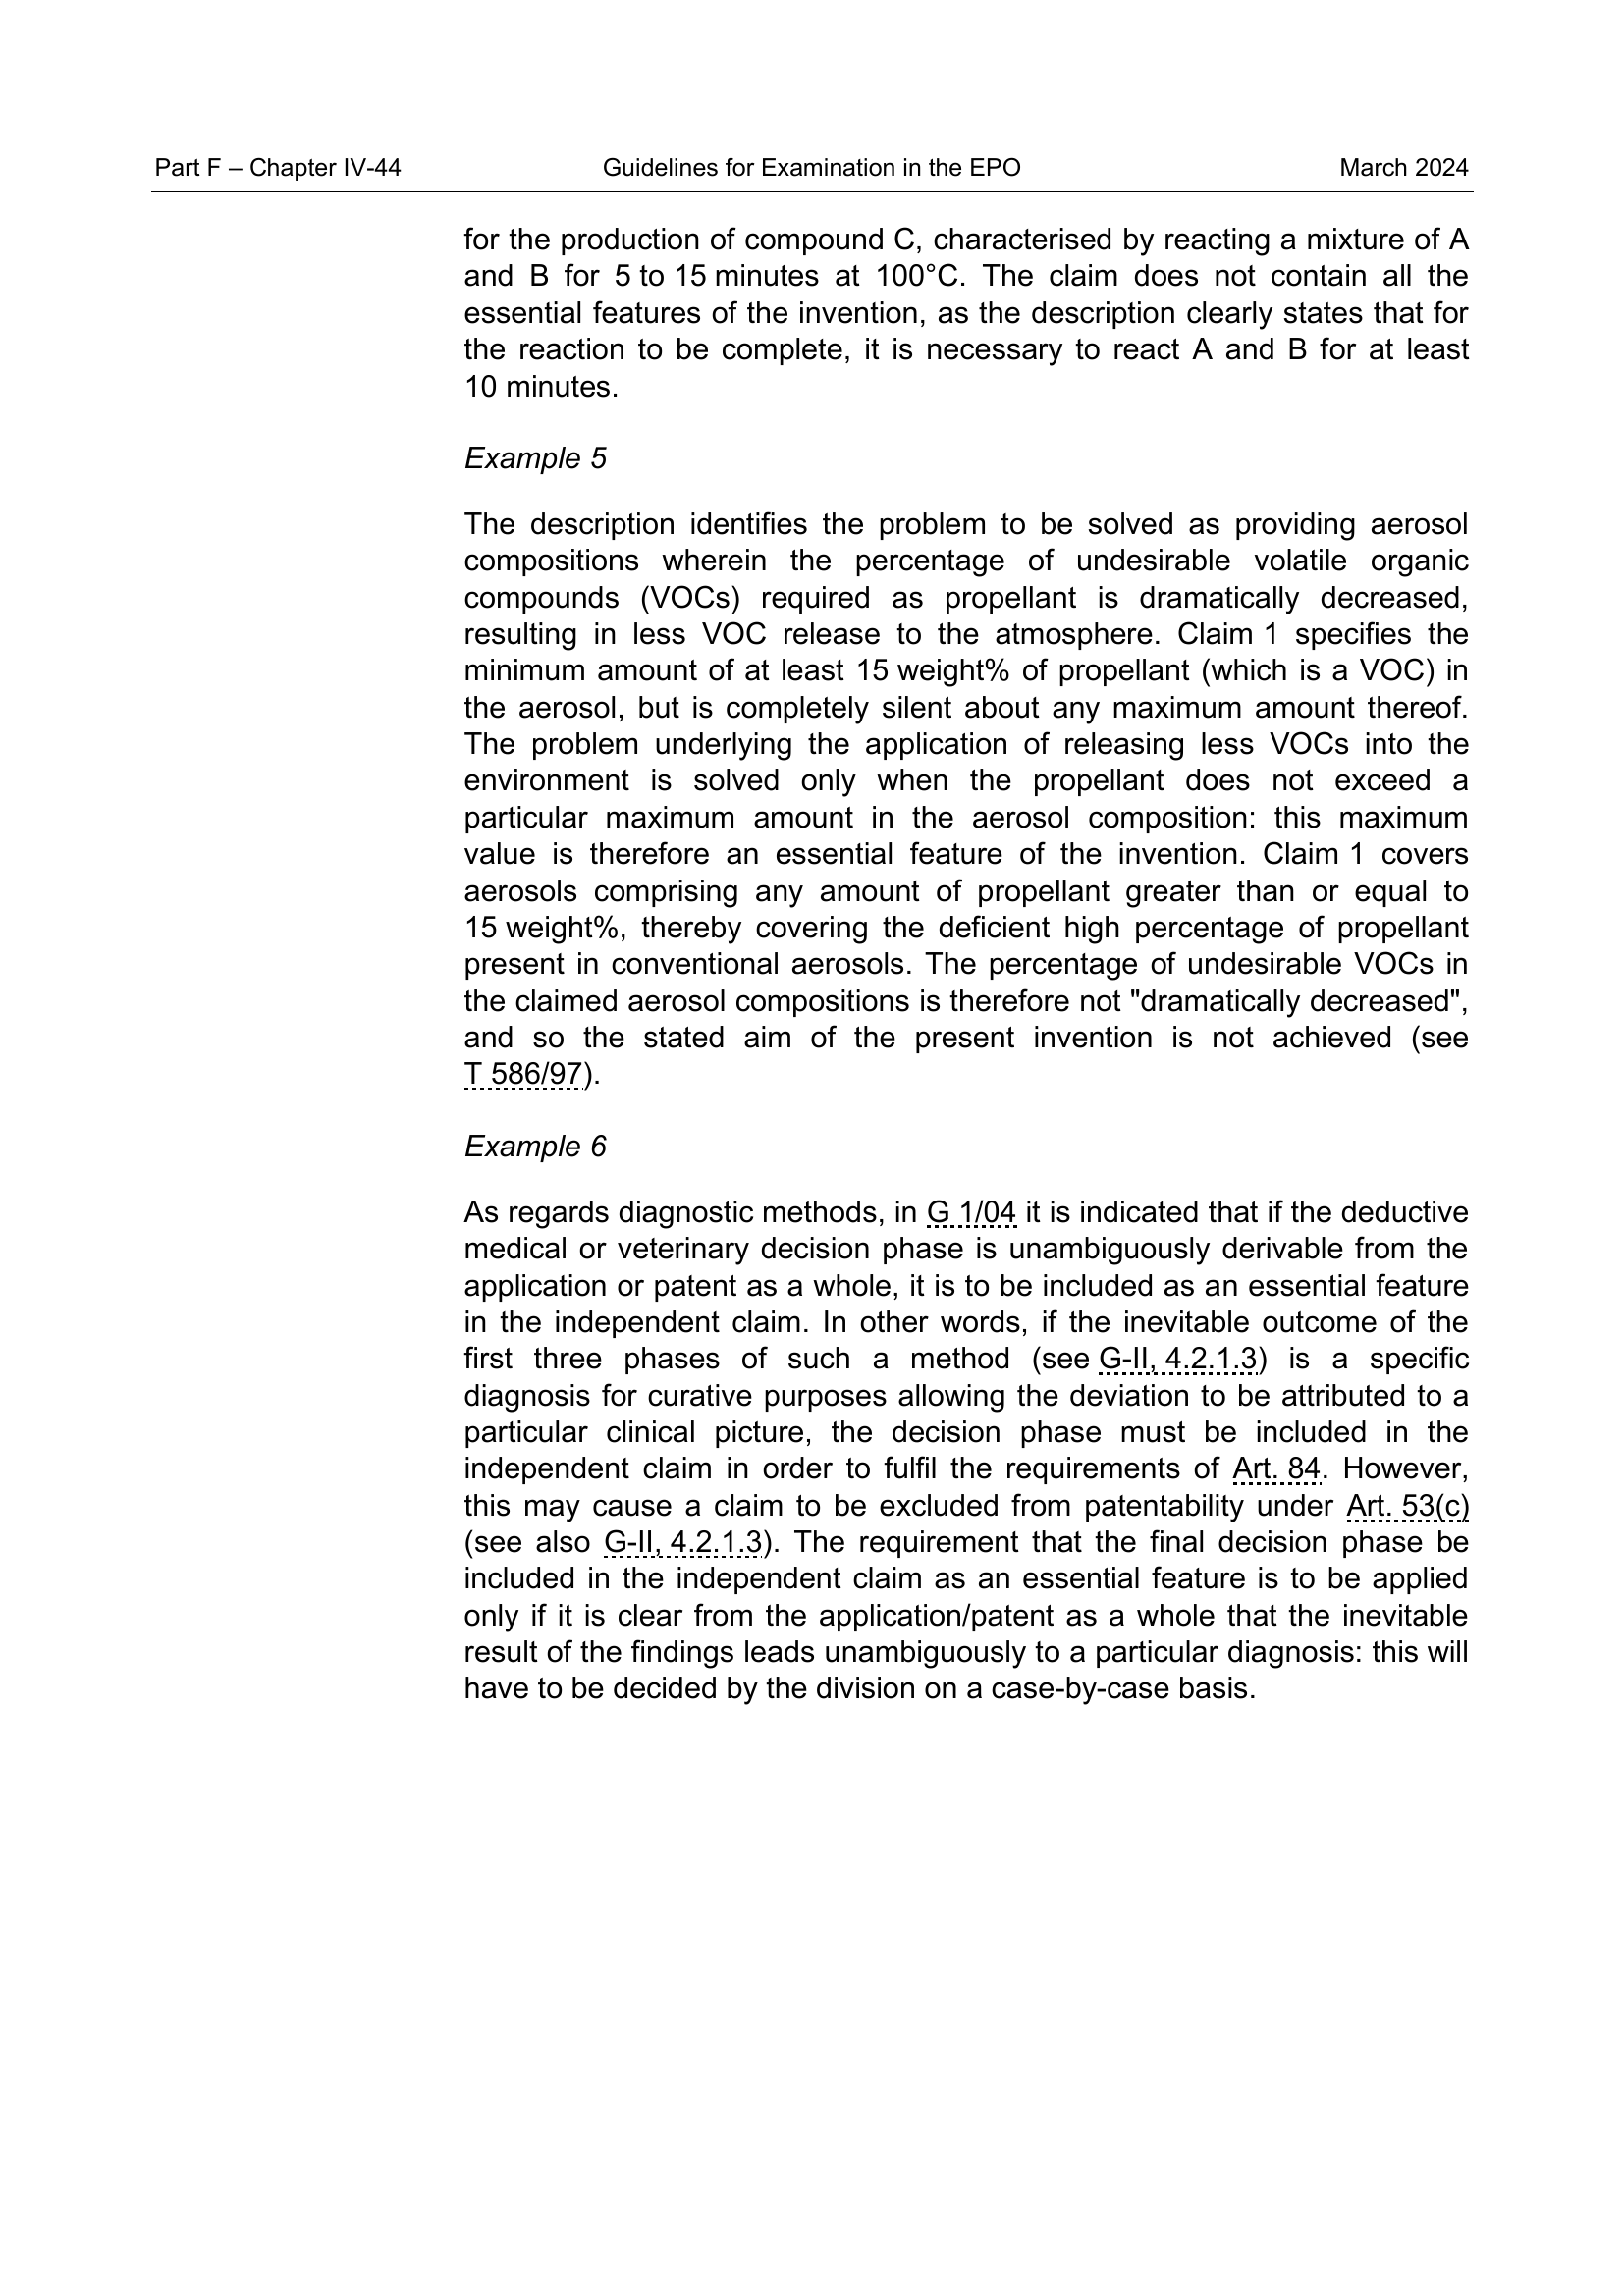 Part F – Chapter IV-44 Guidelines for Examination in the EPO March 2024
for the production of compound C, characterised by reacting a mixture of A
and B for 5 to 15 minutes at 100°C. The claim does not contain all the
essential features of the invention, as the description clearly states that for
the reaction to be complete, it is necessary to react A and B for at least
10 minutes.
Example 5
The description identifies the problem to be solved as providing aerosol
compositions wherein the percentage of undesirable volatile organic
compounds (VOCs) required as propellant is dramatically decreased,
resulting in less VOC release to the atmosphere. Claim 1 specifies the
minimum amount of at least 15 weight% of propellant (which is a VOC) in
the aerosol, but is completely silent about any maximum amount thereof.
The problem underlying the application of releasing less VOCs into the
environment is solved only when the propellant does not exceed a
particular maximum amount in the aerosol composition: this maximum
value is therefore an essential feature of the invention. Claim 1 covers
aerosols comprising any amount of propellant greater than or equal to
15 weight%, thereby covering the deficient high percentage of propellant
present in conventional aerosols. The percentage of undesirable VOCs in
the claimed aerosol compositions is therefore not "dramatically decreased",
and so the stated aim of the present invention is not achieved (see
T 586/97).
Example 6
As regards diagnostic methods, in G 1/04 it is indicated that if the deductive
medical or veterinary decision phase is unambiguously derivable from the
application or patent as a whole, it is to be included as an essential feature
in the independent claim. In other words, if the inevitable outcome of the
first three phases of such a method (see G-II, 4.2.1.3) is a specific
diagnosis for curative purposes allowing the deviation to be attributed to a
particular clinical picture, the decision phase must be included in the
independent claim in order to fulfil the requirements of Art. 84. However,
this may cause a claim to be excluded from patentability under Art. 53(c)
(see also G-II, 4.2.1.3). The requirement that the final decision phase be
included in the independent claim as an essential feature is to be applied
only if it is clear from the application/patent as a whole that the inevitable
result of the findings leads unambiguously to a particular diagnosis: this will
have to be decided by the division on a case-by-case basis.